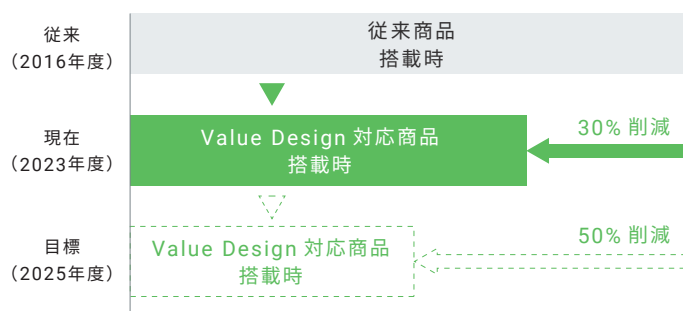 従来
（2016年度）
従来商品
搭載時
現在
（2023年度）
Value Design 対応商品
搭載時
30% 削減
目標
（2025年度）
Value Design 対応商品
搭載時
50% 削減